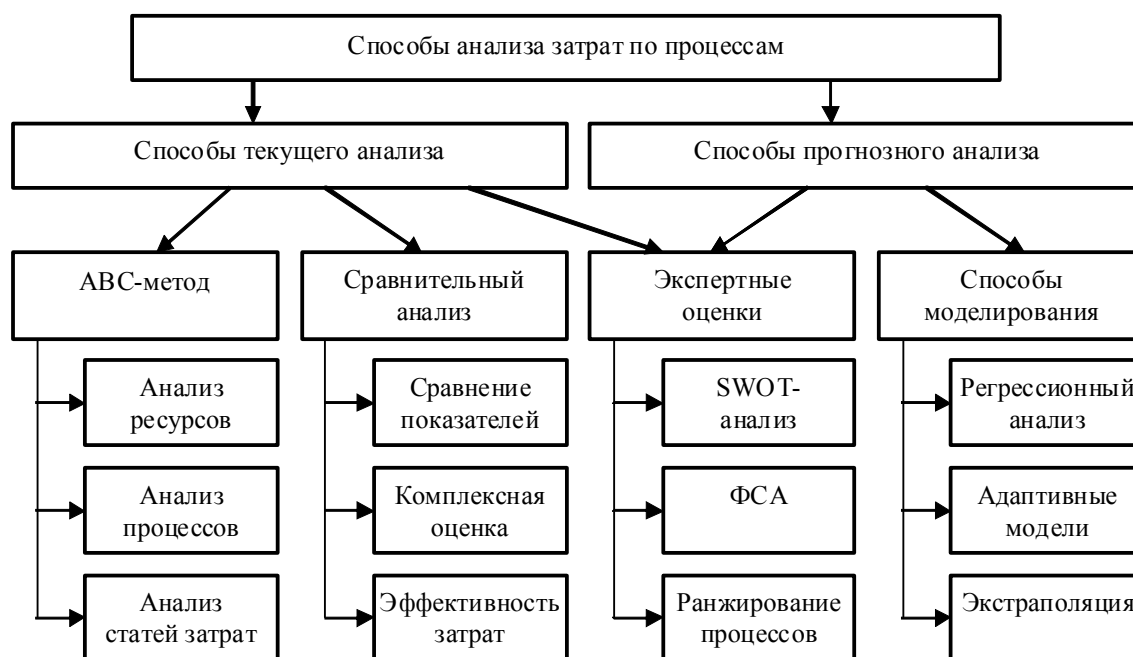 Способы анализа затрат по процессам
Способы текущего анализа
Способы прогнозного анализа
АВС-метод
Сравнительный
анализ
Экспертные
оценки
Способы
моделирования
Анализ
ресурсов
Сравнение
показателей
SWOT-
анализ
Регрессионный
анализ
Анализ
процессов
Комплексная
оценка
ФСА
Адаптивные
модели
Анализ
статей затрат
Эффективность
затрат
Ранжирование
процессов
Экстраполяция